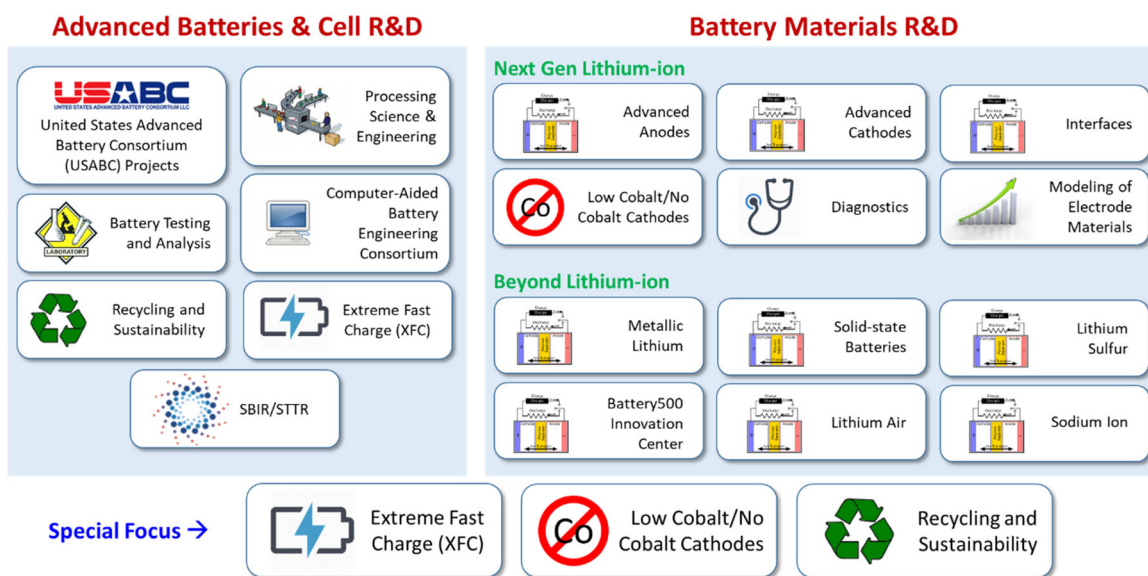 Advanced Batteries & Cell R&D
USABC
UNITED STATES ADVANCED BATTERY CONSORTIUM LLC
United States Advanced
Battery Consortium
(USABC) Projects
Processing
Science &
Engineering
LABORATORY
Battery Testing
and Analysis
Computer-Aided
Battery
Engineering
Consortium
Recycling and
Sustainability
Extreme Fast
Charge (XFC)
SBIR/STTR
Battery Materials R&D
Next Gen Lithium-ion
Advanced
Anodes
Advanced
Cathodes
Interfaces
Co
Low Cobalt/No
Cobalt Cathodes
Diagnostics
Modeling of
Electrode
Materials
Beyond Lithium-ion
Metallic
Lithium
Solid-state
Batteries
Lithium
Sulfur
Battery500
Innovation
Center
Lithium Air
Sodium Ion
Special Focus →
Extreme Fast
Charge (XFC)
Co
Low Cobalt/No
Cobalt Cathodes
Recycling and
Sustainability